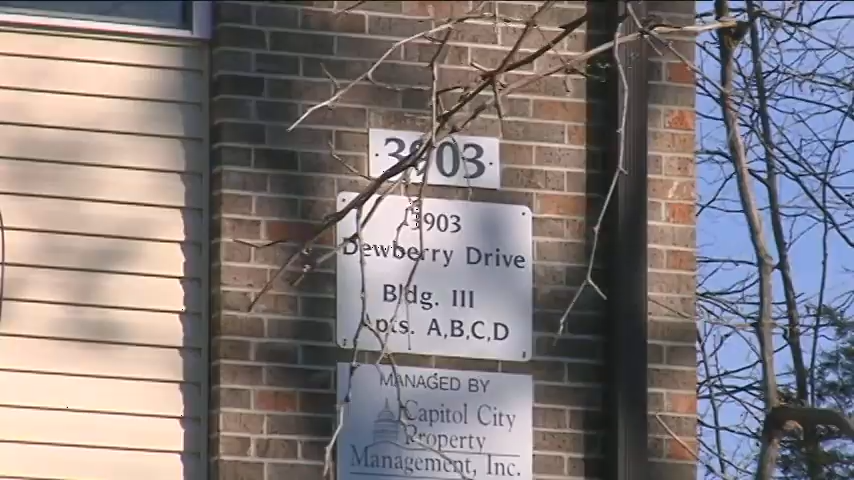 3903
3903
Dewberry Drive
Bldg. III
Apts. A,B,C,D
MANAGED BY
Capitol City
Property
Management, Inc.